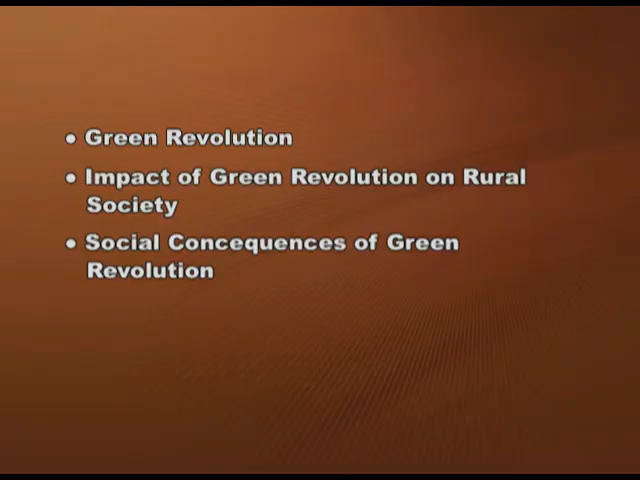 • Green Revolution
• Impact of Green Revolution on Rural
Society
• Social Concequences of Green
Revolution